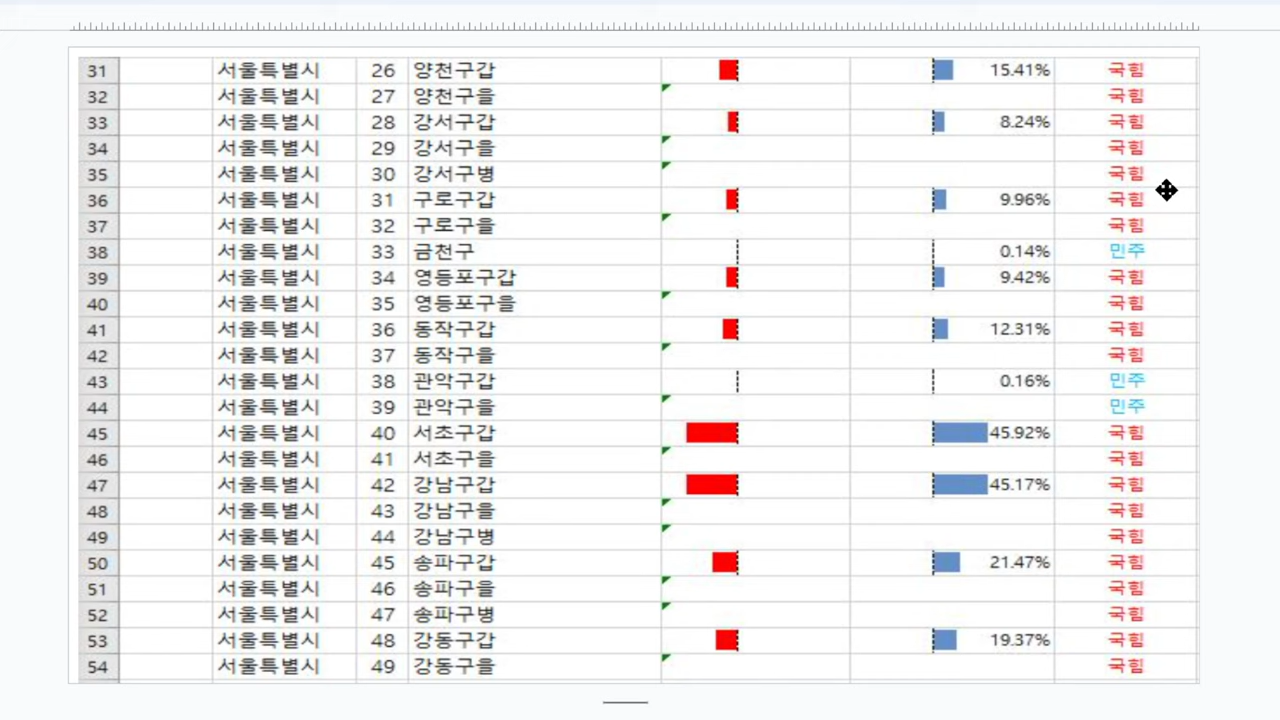 31 서울특별시 26 양천구갑 15.41% 국힘
32 서울특별시 27 양천구을 국힘
33 서울특별시 28 강서구갑 8.24% 국힘
34 서울특별시 29 강서구을 국힘
35 서울특별시 30 강서구병 국힘
36 서울특별시 31 구로구갑 9.96% 국힘
37 서울특별시 32 구로구을 국힘
38 서울특별시 33 금천구 0.14% 민주
39 서울특별시 34 영등포구갑 9.42% 국힘
40 서울특별시 35 영등포구을 국힘
41 서울특별시 36 동작구갑 12.31% 국힘
42 서울특별시 37 동작구을 국힘
43 서울특별시 38 관악구갑 0.16% 민주
44 서울특별시 39 관악구을 민주
45 서울특별시 40 서초구갑 45.92% 국힘
46 서울특별시 41 서초구을 국힘
47 서울특별시 42 강남구갑 45.17% 국힘
48 서울특별시 43 강남구을 국힘
49 서울특별시 44 강남구병 국힘
50 서울특별시 45 송파구갑 21.47% 국힘
51 서울특별시 46 송파구을 국힘
52 서울특별시 47 송파구병 국힘
53 서울특별시 48 강동구갑 19.37% 국힘
54 서울특별시 49 강동구을 국힘